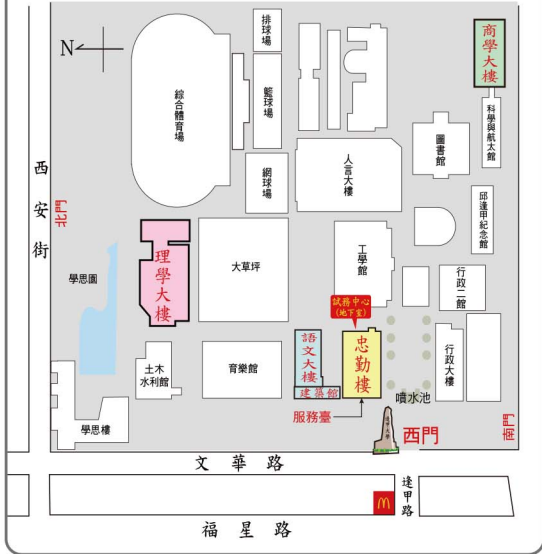 商學大樓
排球場
N
綜合體育場
籃球場
科學與航太館
圖書館
人言大樓
網球場
西安街
北門
邱逢甲紀念館
理學大樓
大草坪
工學館
學思園
行政二館
試務中心
(地下室)
語文大樓
忠勤樓
土木
水利館
育樂館
行政大樓
建築館
噴水池
服務臺
逢甲大學
西門
南門
學思樓
文華路
逢甲路
福星路